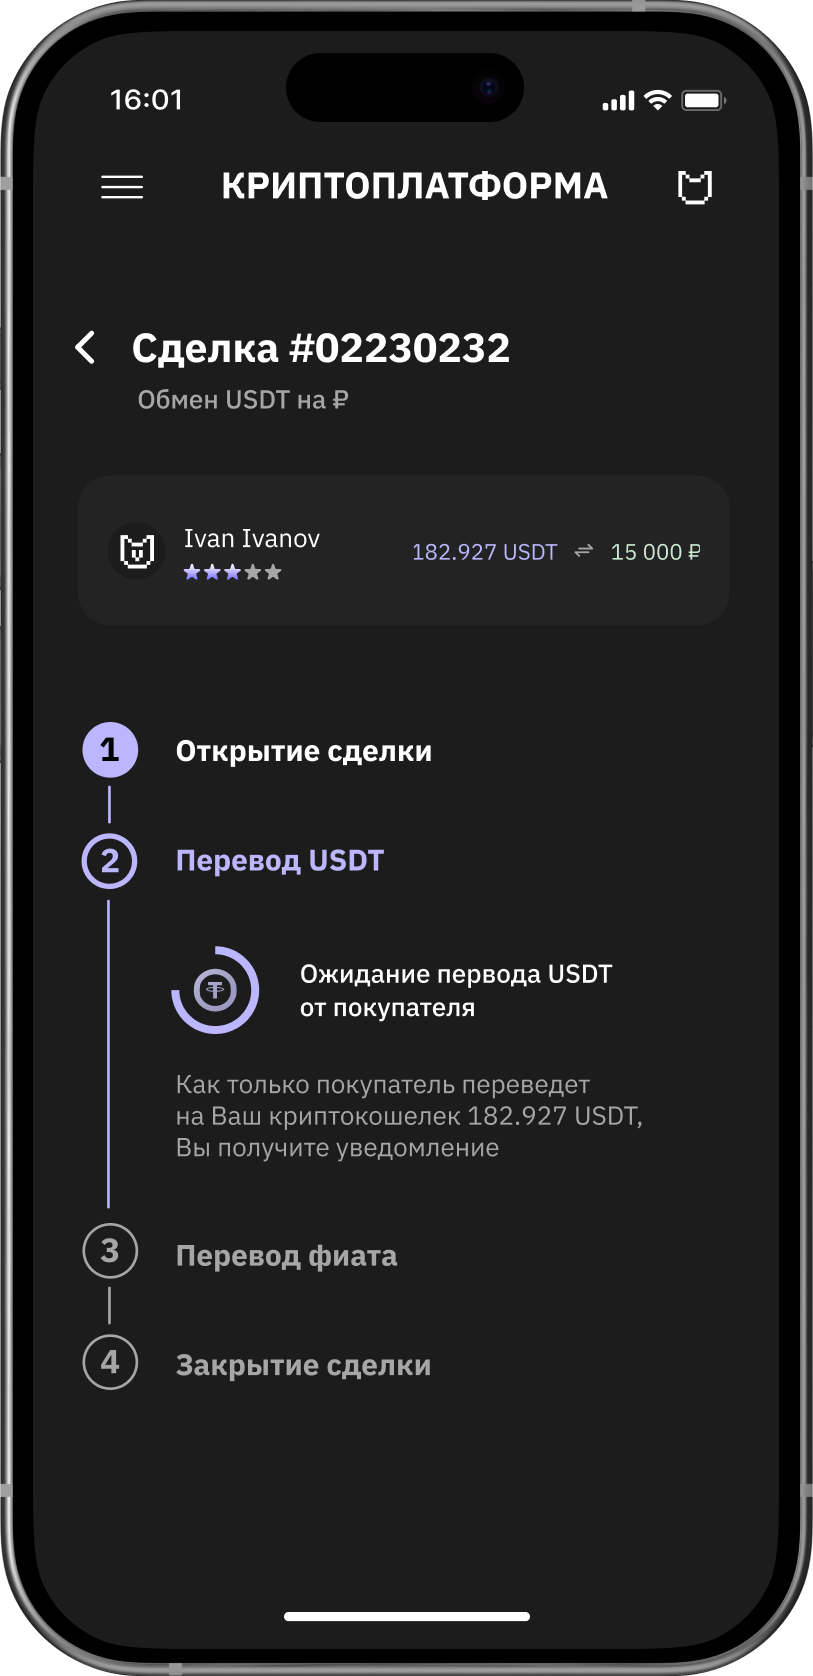 16:01
КРИПТОПЛАТФОРМА
Сделка #02230232
Обмен USDT на ₽
Ivan Ivanov
182.927 USDT ⇌ 15 000 ₽
1 Открытие сделки
2 Перевод USDT
Ожидание первода USDT
от покупателя
Как только покупатель переведет
на Ваш криптокошелек 182.927 USDT,
Вы получите уведомление
3 Перевод фиата
4 Закрытие сделки